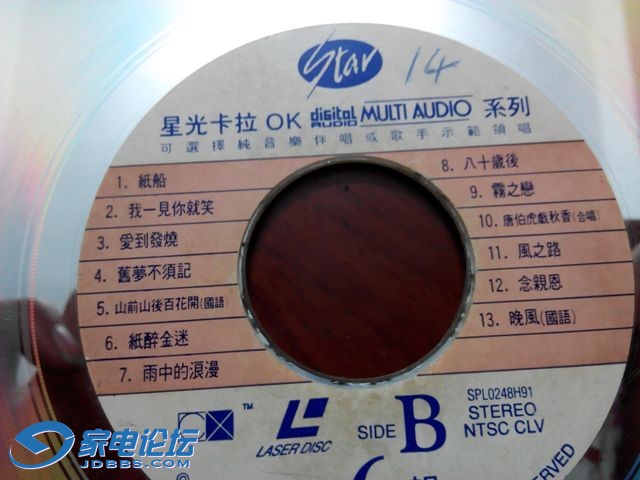 Star
14
星光卡拉 OK digital AUDIO MULTI AUDIO 系列
可選擇純音樂伴唱或歌手示範領唱
1. 紙船
2. 我一見你就笑
3. 愛到發燒
4. 舊夢不須記
5. 山前山後百花開(國語)
6. 紙醉金迷
7. 雨中的浪漫
8. 八十歲後
9. 霧之戀
10. 唐伯虎戲秋香(合唱)
11. 風之路
12. 念親恩
13. 晚風(國語)
TM
LASER DISC
SIDE B
SPL0248H91
STEREO
NTSC CLV
RESERVED
家电论坛
JDBBS.COM